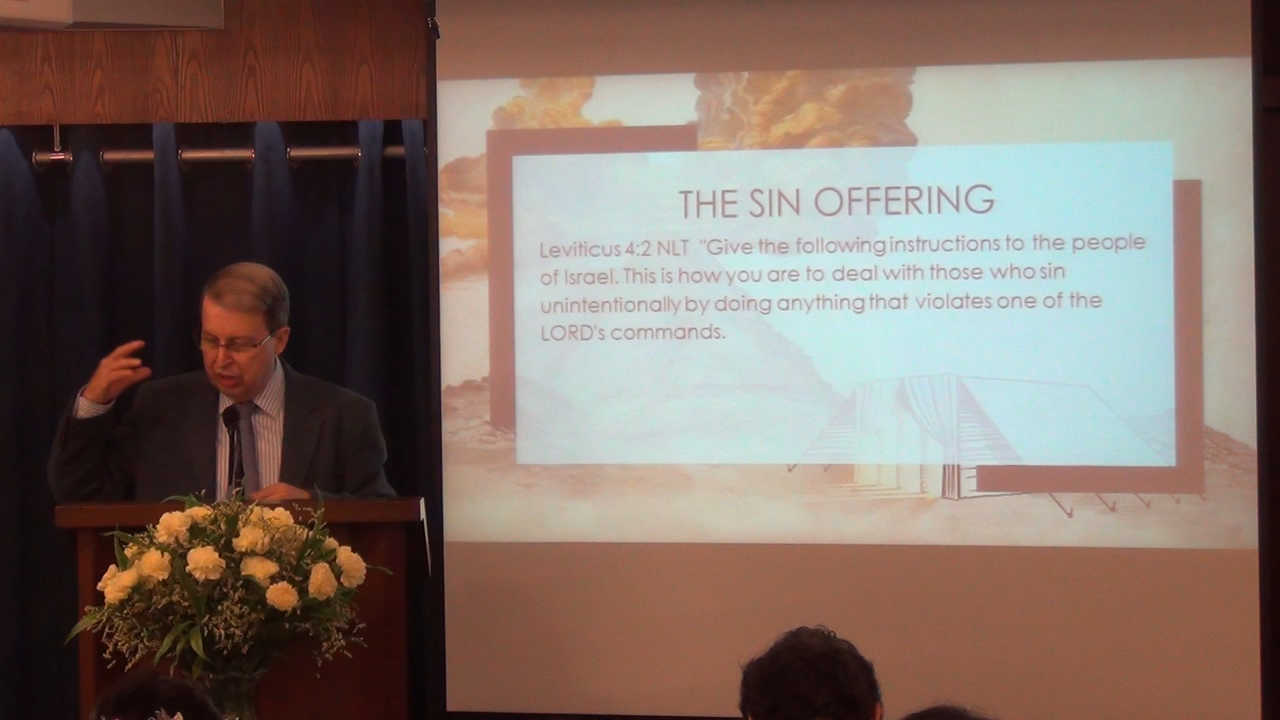 THE SIN OFFERING
Leviticus 4:2 NLT "Give the following instructions to the people
of Israel. This is how you are to deal with those who sin
unintentionally by doing anything that violates one of the
LORD's commands.